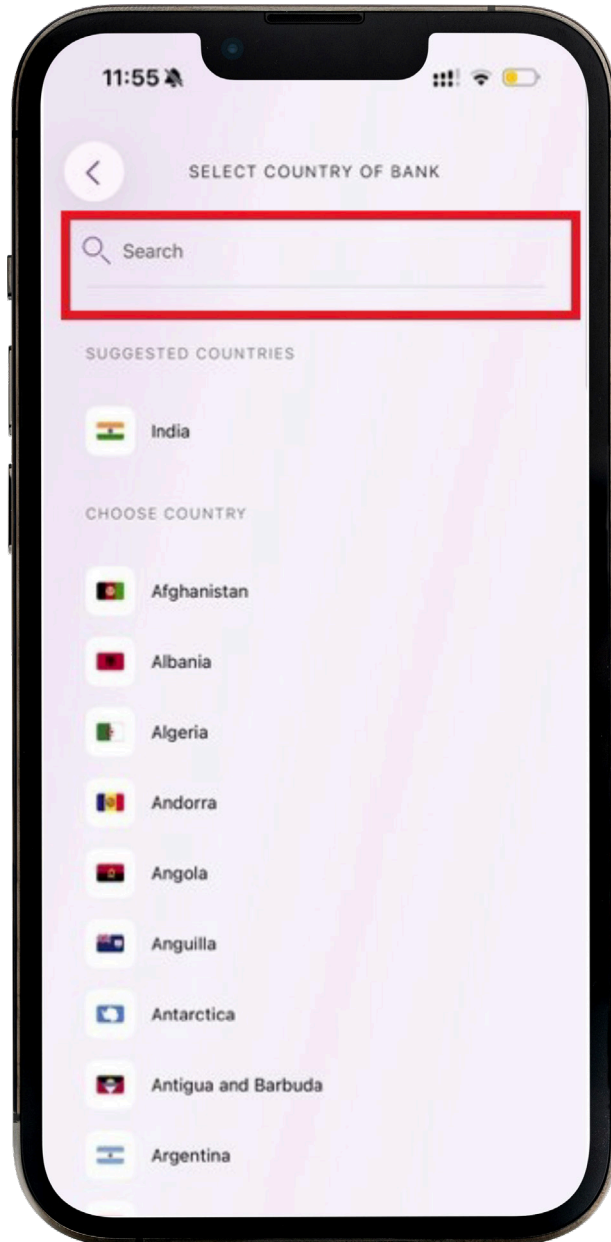 11:55
SELECT COUNTRY OF BANK
Search
SUGGESTED COUNTRIES
India
CHOOSE COUNTRY
Afghanistan
Albania
Algeria
Andorra
Angola
Anguilla
Antarctica
Antigua and Barbuda
Argentina